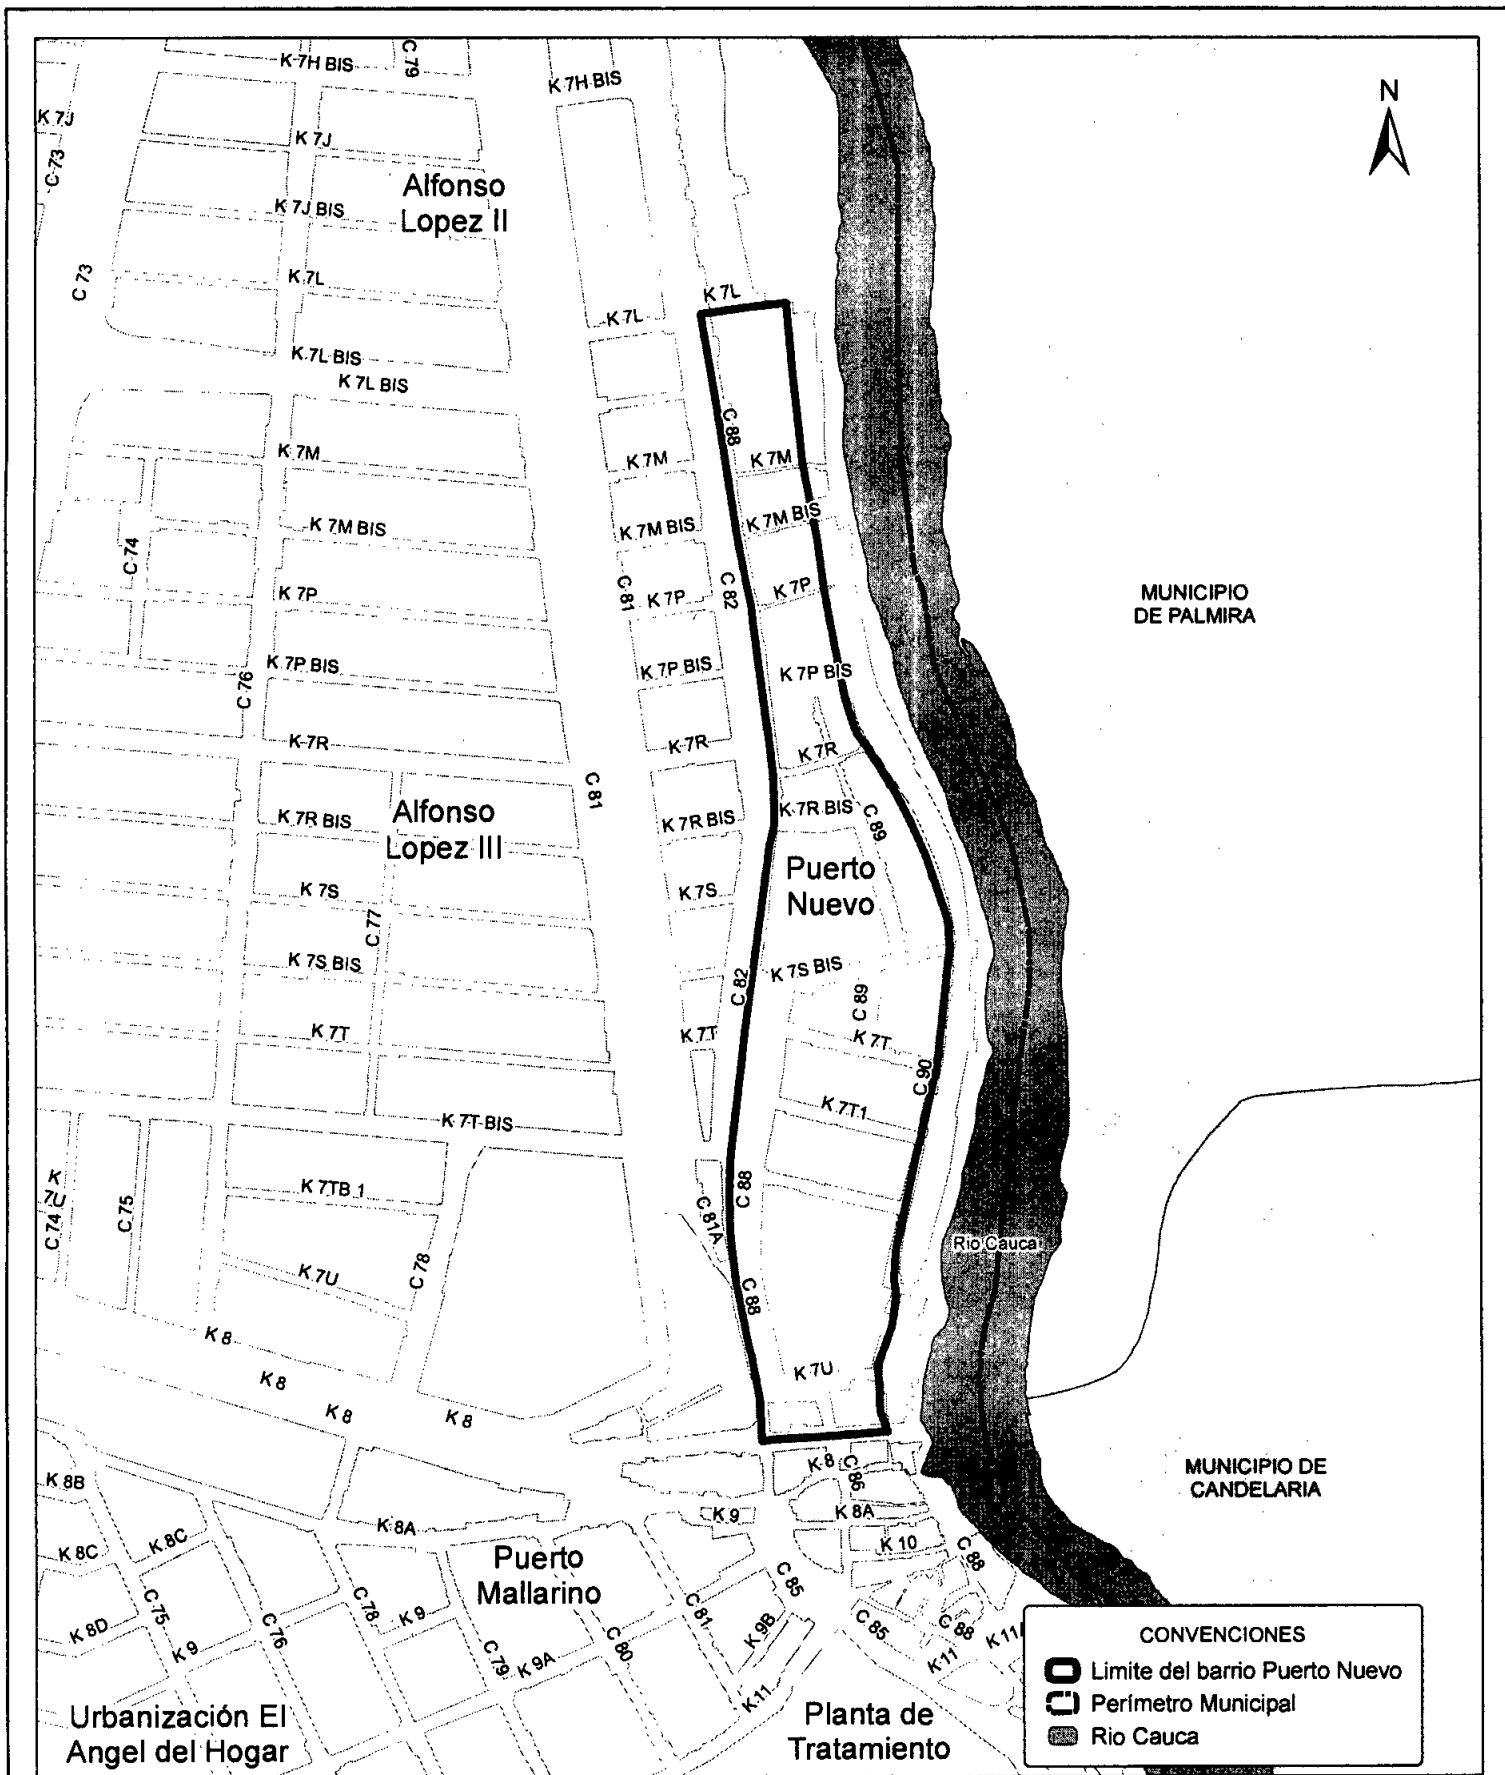 K 7H BIS
C 79
K 7H BIS
N
K 7J
K 7J
C 73
Alfonso
Lopez II
K 7J BIS
C 73
K 7L
K 7L
K 7L
K 7L BIS
K 7L BIS
C 88
K 7M
K 7M
K 7M
K 7M BIS
K 7M BIS
K 7M BIS
C 74
C 81
C 82
K 7P
K 7P
K 7P
MUNICIPIO
DE PALMIRA
K 7P BIS
K 7P BIS
K 7P BIS
C 76
K 7R
K 7R
K 7R
C 81
Alfonso
Lopez III
K 7R BIS
K 7R BIS
K 7R BIS
C 89
Puerto
Nuevo
K 7S
K 7S
C 77
K 7S BIS
K 7S BIS
C 82
C 89
K 7T
K 7T
K 7T
C 90
K 7T BIS
K 7T1
K
7U
C 74
C 75
K 7TB 1
C 88
C 81A
Rio Cauca
K 7U
C 78
C 88
K 8
K 8
K 8
K 8
K 7U
MUNICIPIO DE
CANDELARIA
K 8B
K 8
C 86
K 8A
K 9
K 8A
K 8C
K 8C
K 10
C 88
Puerto
Mallarino
C 85
C 75
C 76
C 78
K 9
C 81
K 8D
K 9
C 79
K 9A
C 80
K 9B
C 85
C 88
K 11
K 11A
K 11
Urbanización El
Angel del Hogar
Planta de
Tratamiento
CONVENCIONES
Limite del barrio Puerto Nuevo
Perímetro Municipal
Rio Cauca